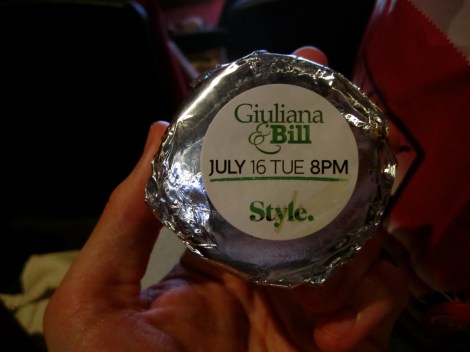 Giuliana
& Bill
JULY 16 TUE 8PM
Style.